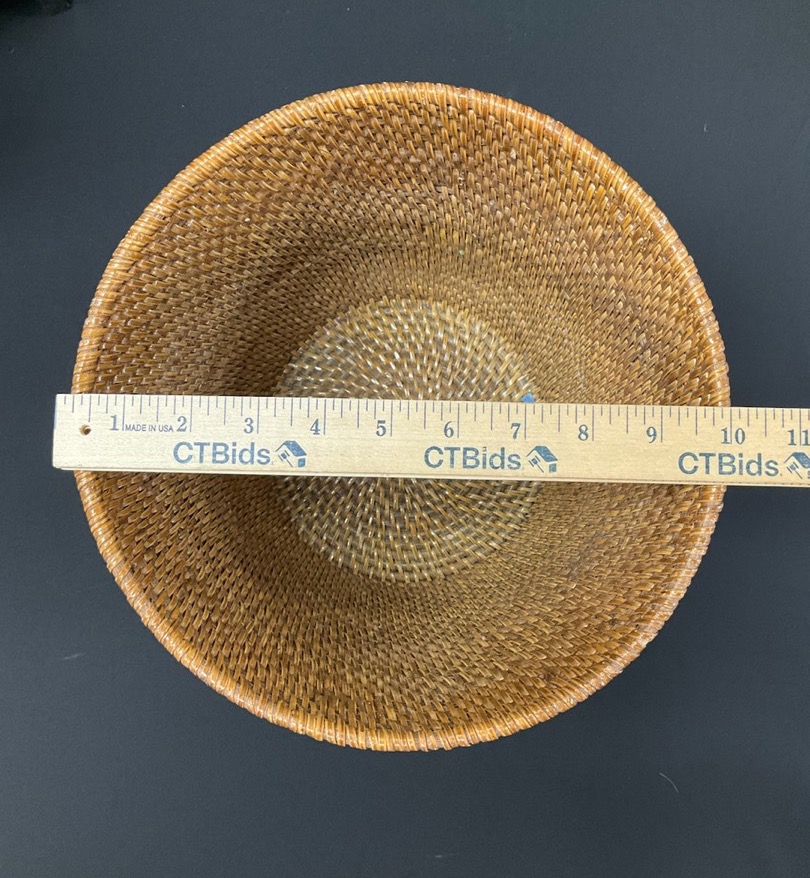 1 MADE IN USA 2 3 4 5 6 7 8 9 10 11
CTBids CTBids CTBids